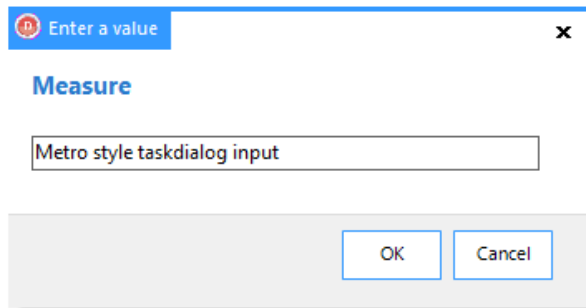 Enter a value
x
Measure
Metro style taskdialog input
OK
Cancel